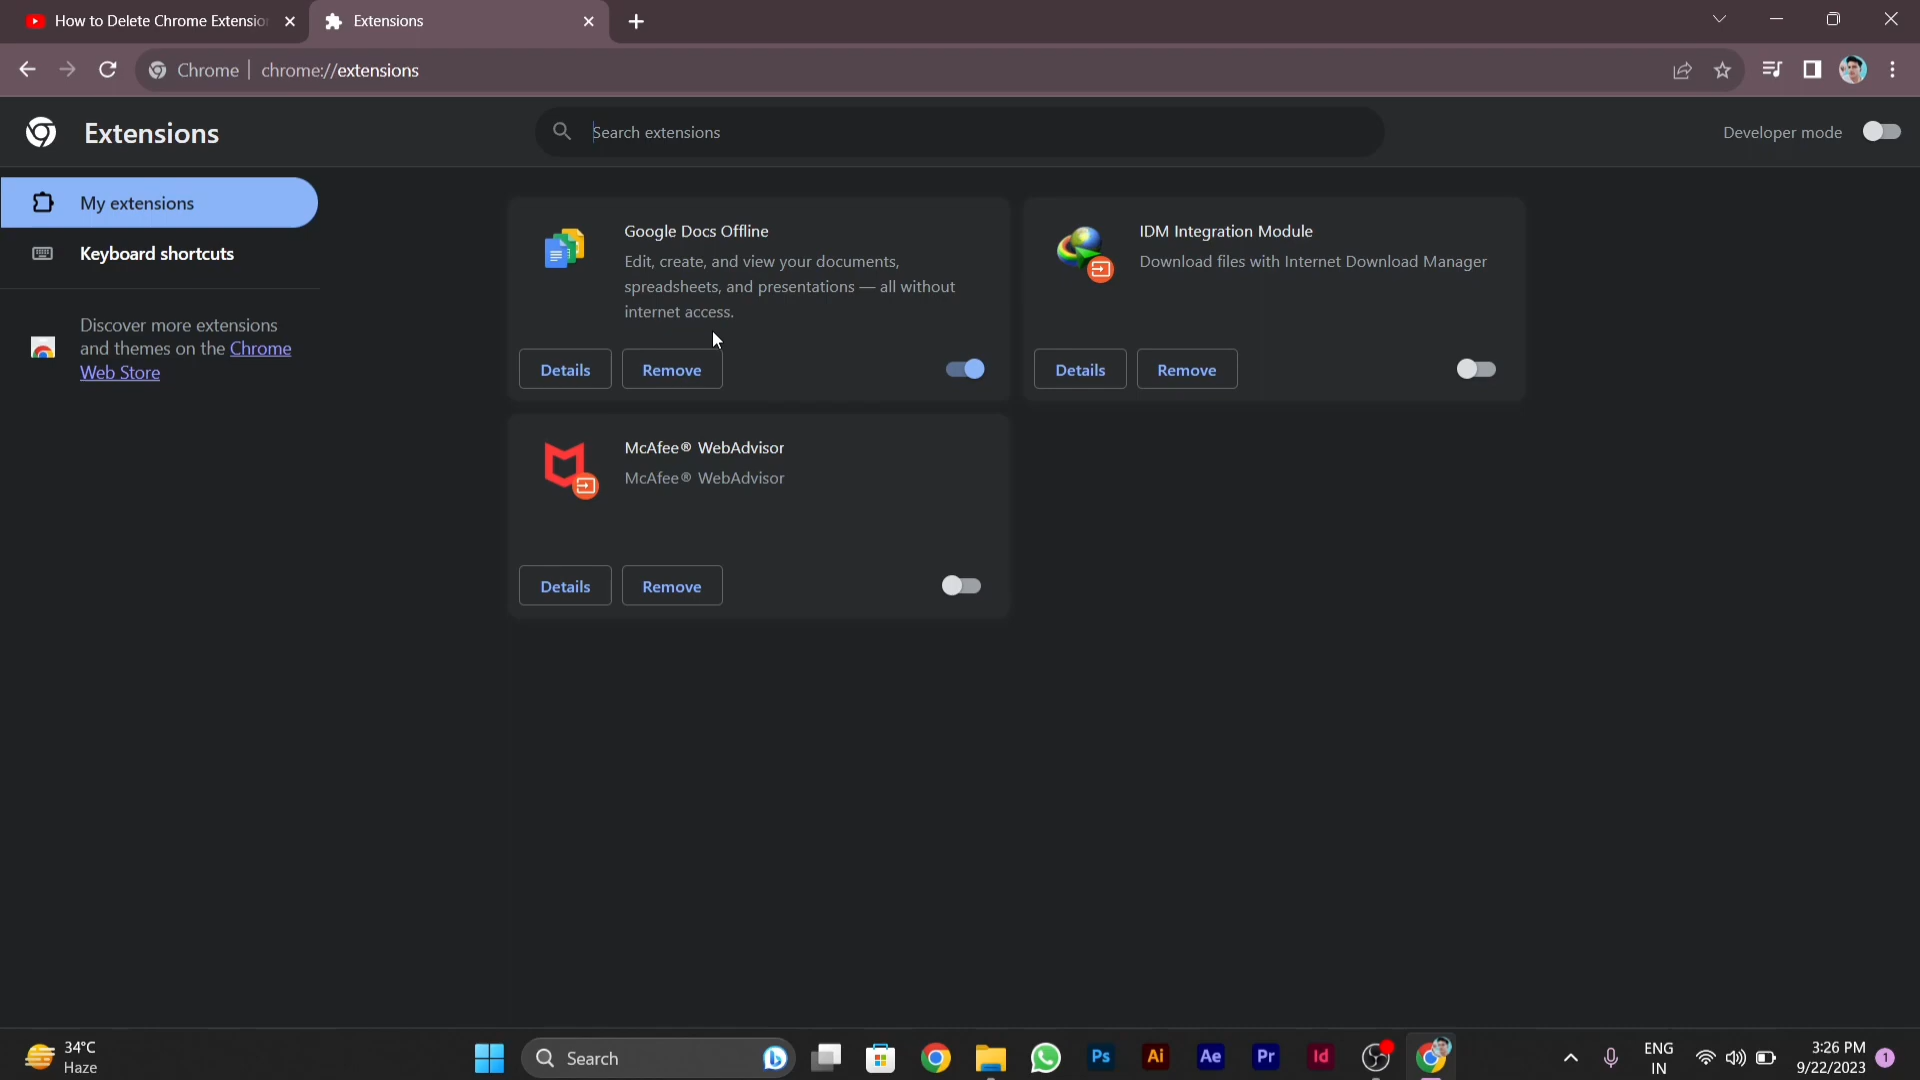 How to Delete Chrome Extensio
Extensions
Chrome
chrome://extensions
Extensions
Search extensions
Developer mode
My extensions
Keyboard shortcuts
Discover more extensions
and themes on the Chrome
Web Store
Google Docs Offline
Edit, create, and view your documents,
spreadsheets, and presentations — all without
internet access.
Details
Remove
IDM Integration Module
Download files with Internet Download Manager
Details
Remove
McAfee® WebAdvisor
McAfee® WebAdvisor
Details
Remove
34°C
Haze
Search
Ps
Ai
Ae
Pr
Id
ENG
IN
3:26 PM
9/22/2023
1